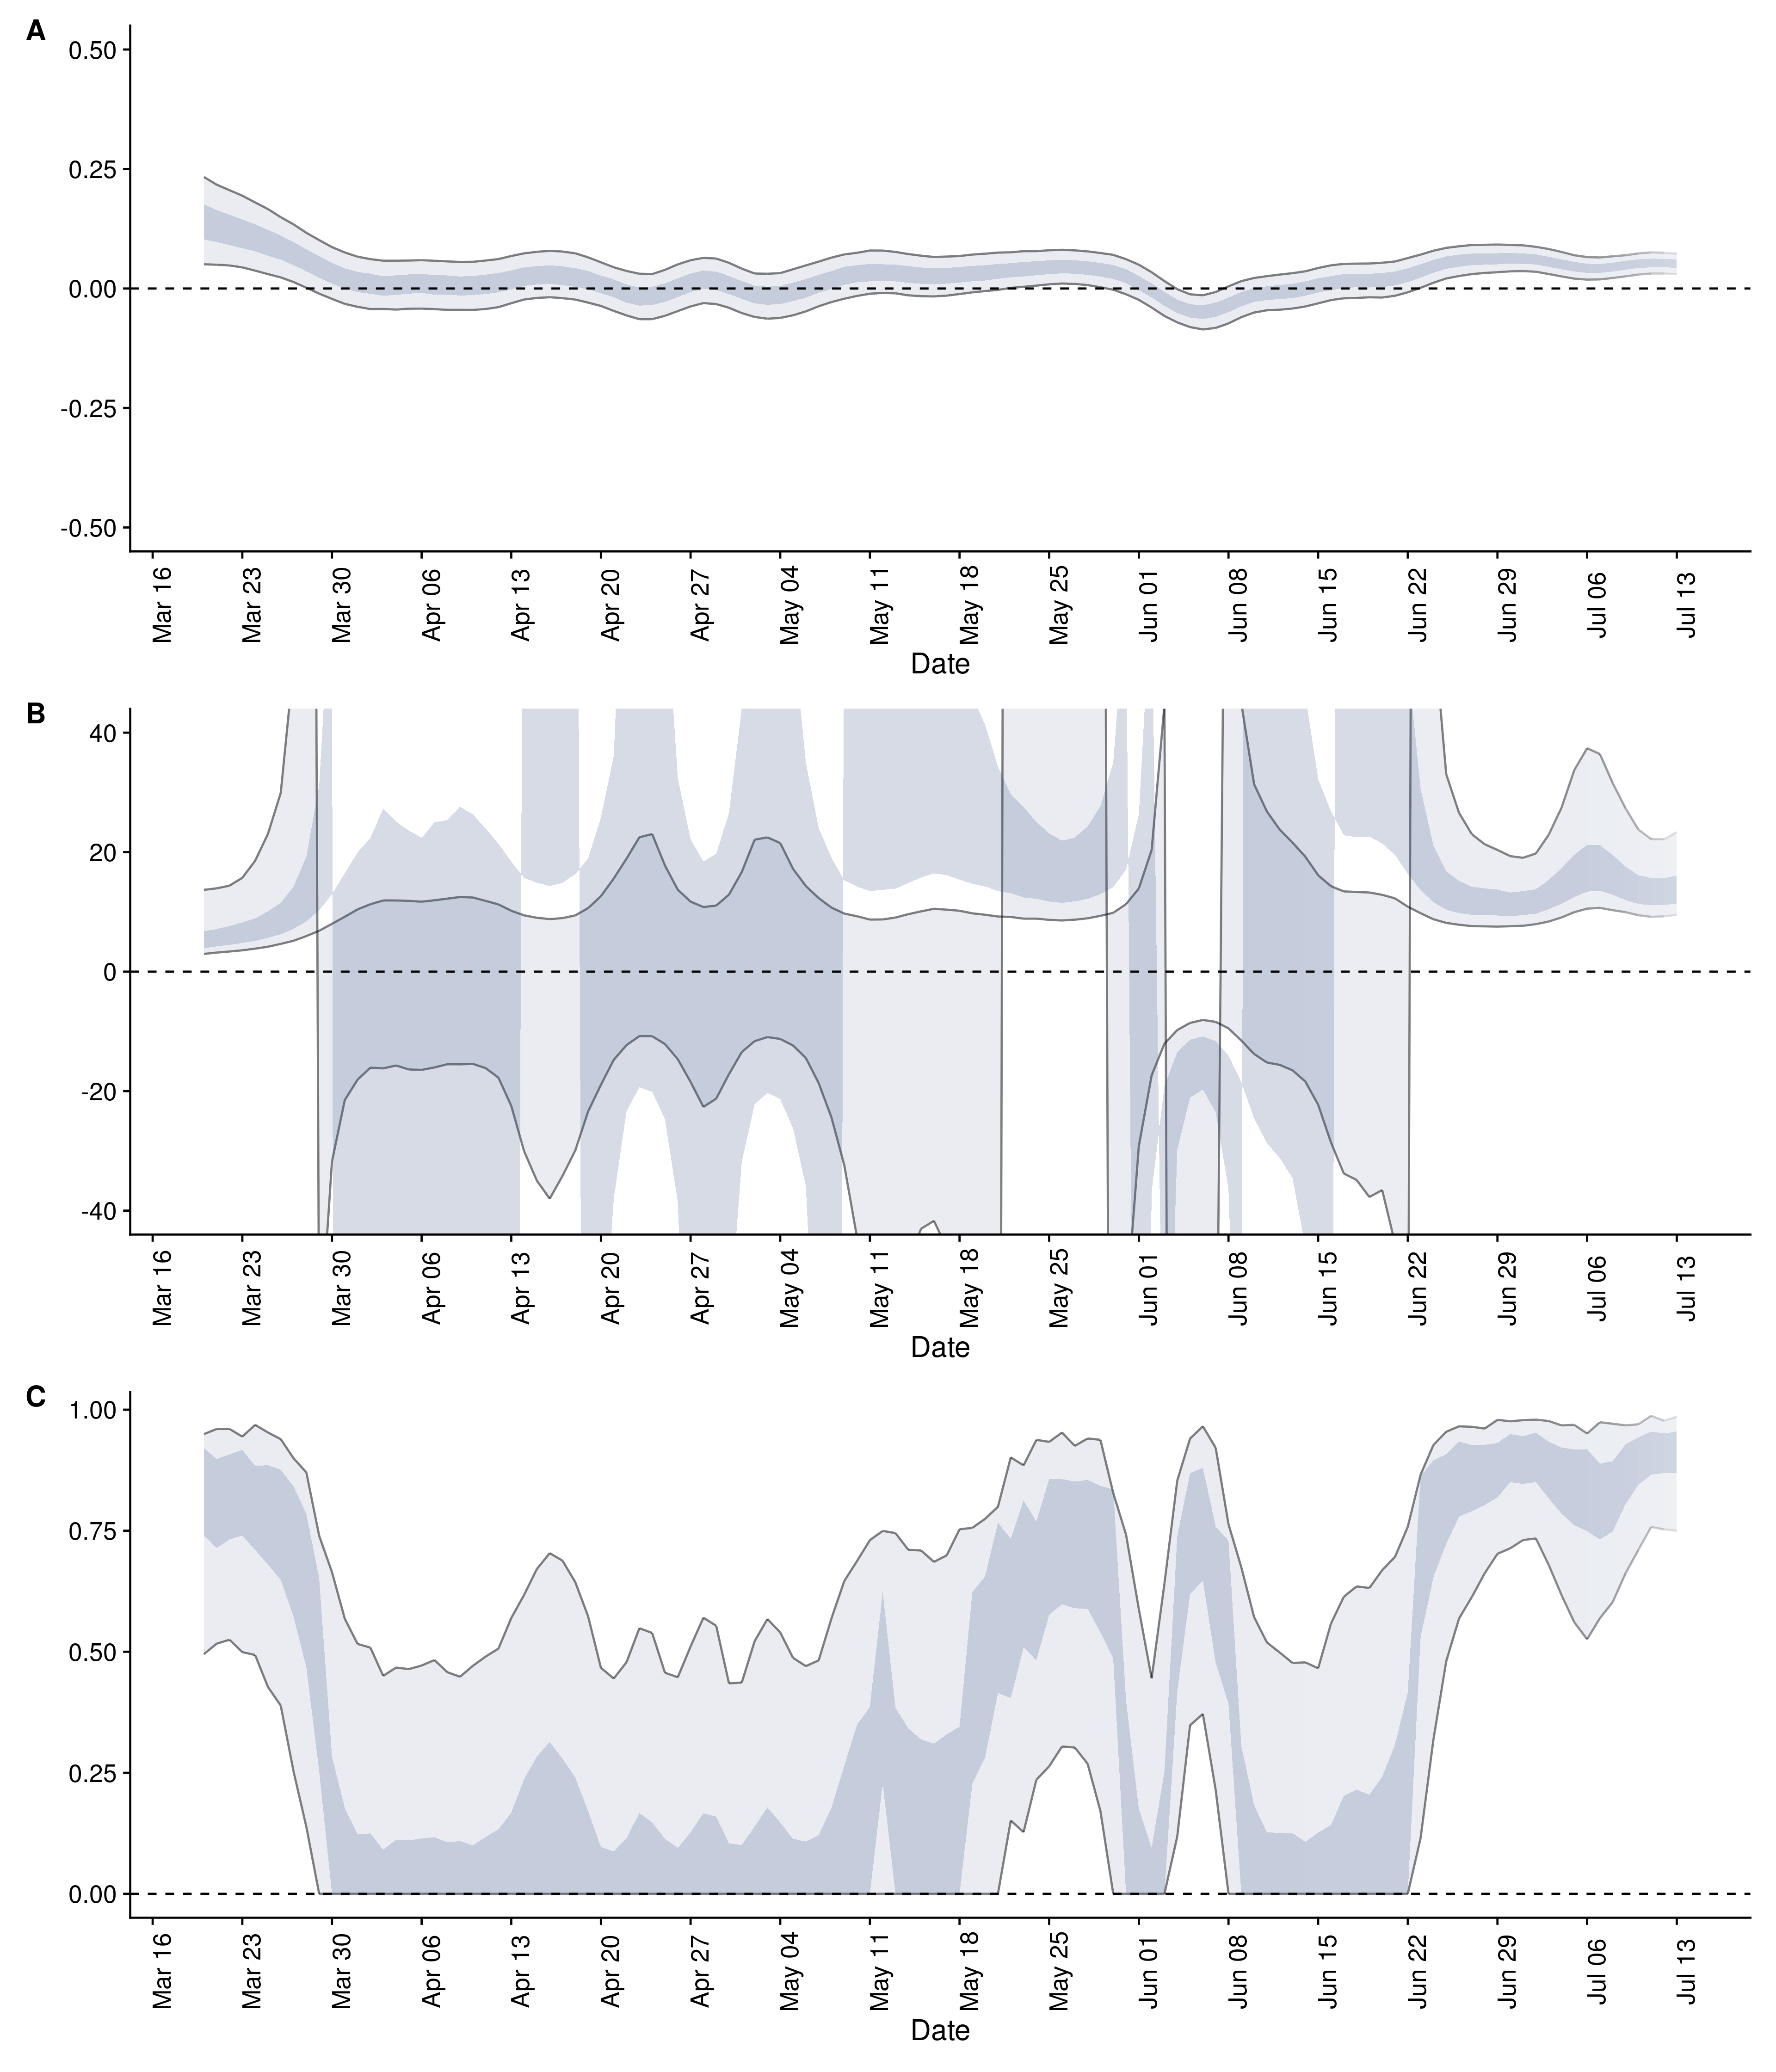 A
0.50
0.25
0.00
-0.25
-0.50
Mar 16
Mar 23
Mar 30
Apr 06
Apr 13
Apr 20
Apr 27
May 04
May 11
May 18
May 25
Jun 01
Jun 08
Jun 15
Jun 22
Jun 29
Jul 06
Jul 13
Date
B
40
20
0
-20
-40
Mar 16
Mar 23
Mar 30
Apr 06
Apr 13
Apr 20
Apr 27
May 04
May 11
May 18
May 25
Jun 01
Jun 08
Jun 15
Jun 22
Jun 29
Jul 06
Jul 13
Date
C
1.00
0.75
0.50
0.25
0.00
Mar 16
Mar 23
Mar 30
Apr 06
Apr 13
Apr 20
Apr 27
May 04
May 11
May 18
May 25
Jun 01
Jun 08
Jun 15
Jun 22
Jun 29
Jul 06
Jul 13
Date